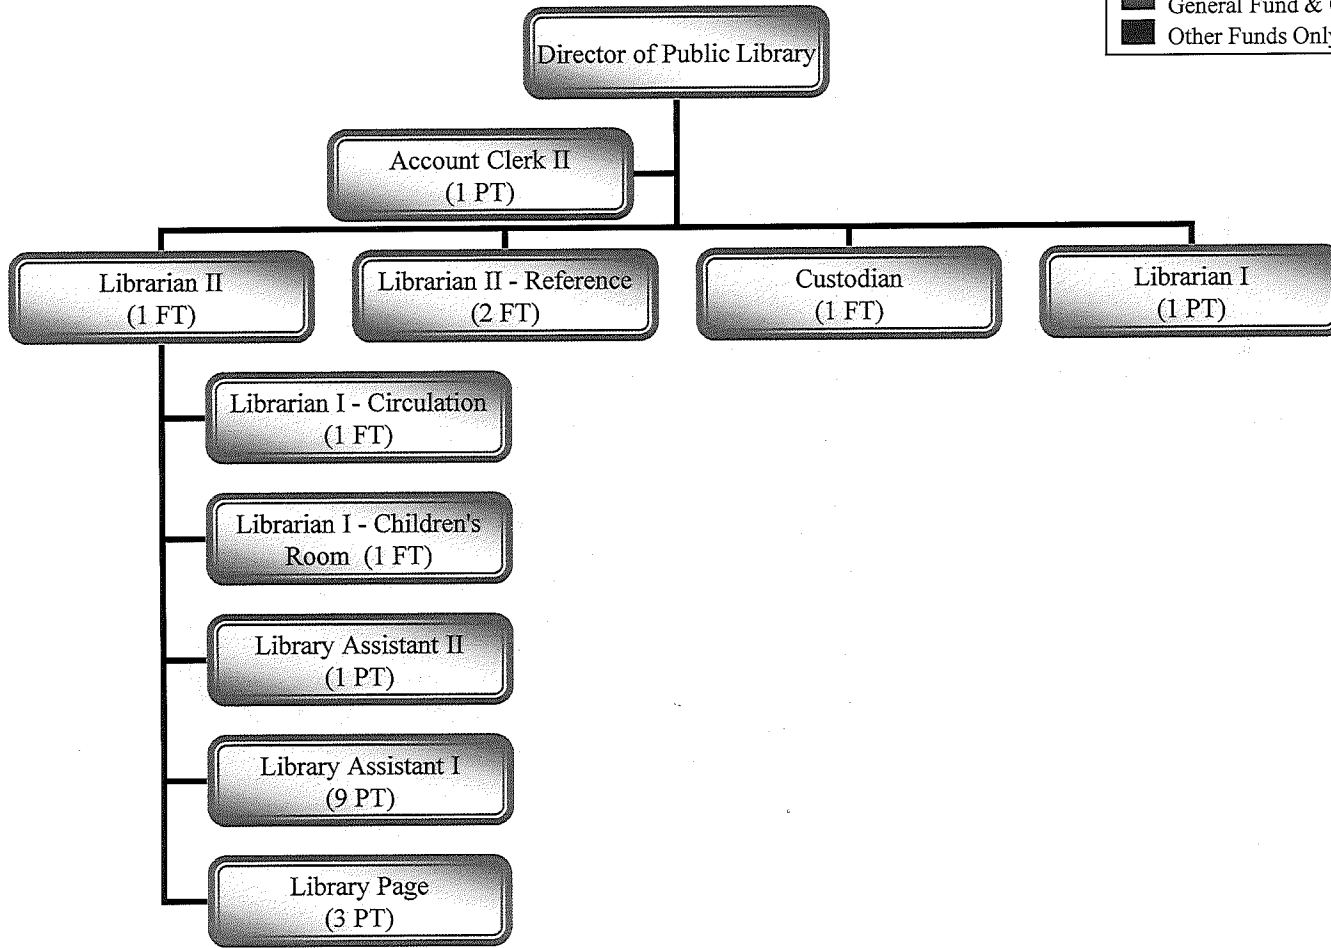 General Fund &
Other Funds Only
Director of Public Library
Account Clerk II
(1 PT)
Librarian II
(1 FT)
Librarian II - Reference
(2 FT)
Custodian
(1 FT)
Librarian I
(1 PT)
Librarian I - Circulation
(1 FT)
Librarian I - Children's
Room (1 FT)
Library Assistant II
(1 PT)
Library Assistant I
(9 PT)
Library Page
(3 PT)